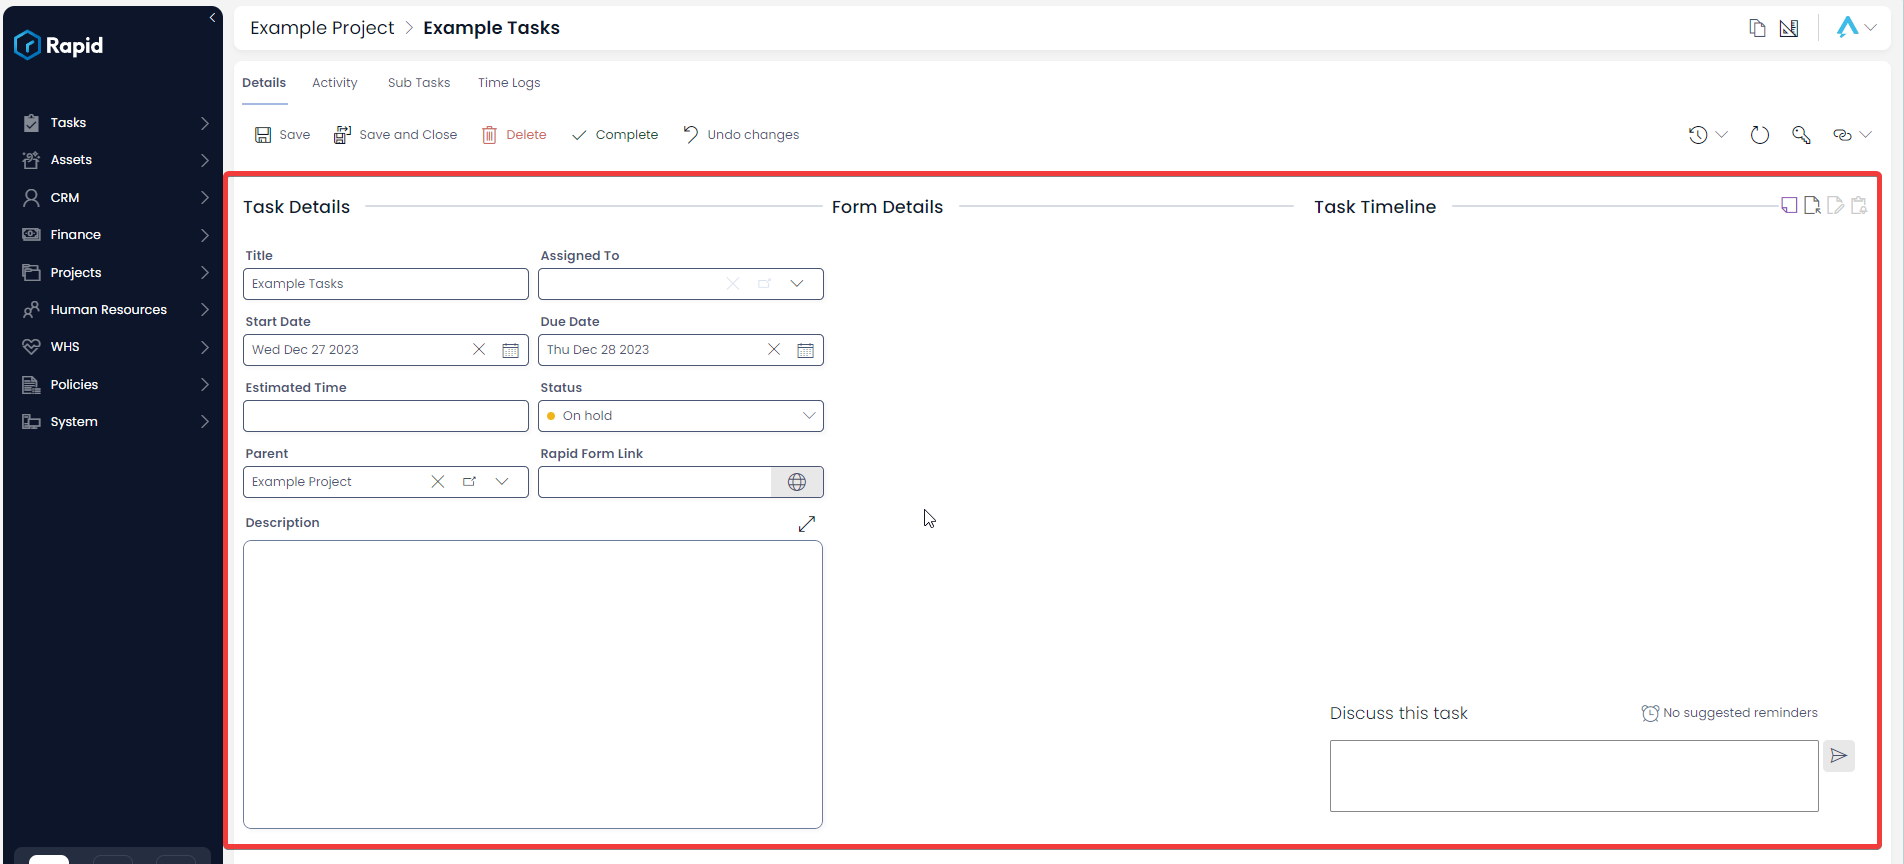 Rapid
Tasks
Assets
CRM
Finance
Projects
Human Resources
WHS
Policies
System
Example Project > Example Tasks
Details Activity Sub Tasks Time Logs
Save Save and Close Delete Complete Undo changes
Task Details Form Details Task Timeline
Title Assigned To
Example Tasks
Start Date Due Date
Wed Dec 27 2023 Thu Dec 28 2023
Estimated Time Status
On hold
Parent Rapid Form Link
Example Project
Description
Discuss this task No suggested reminders